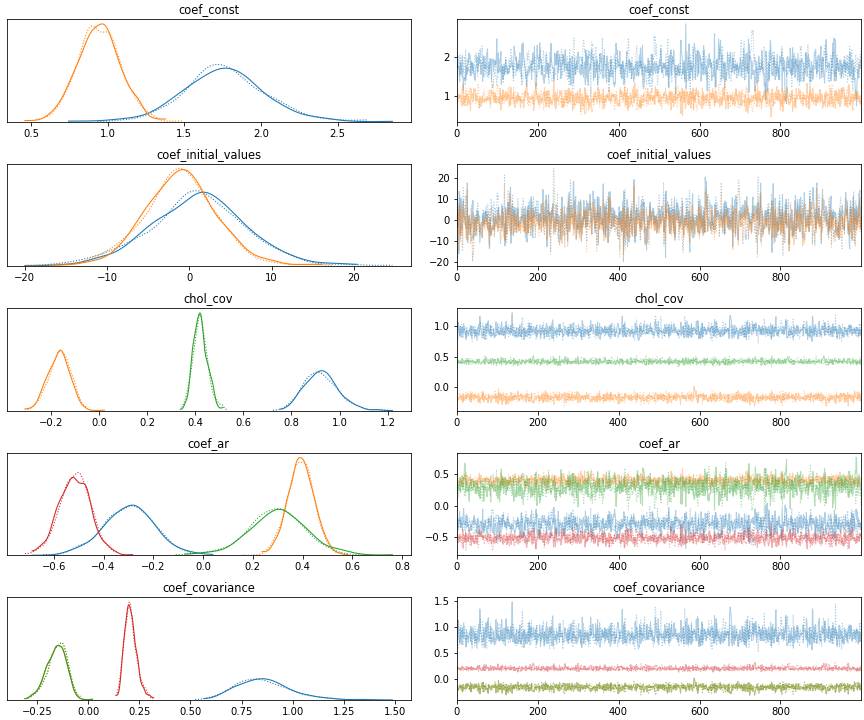 coef_const coef_const
0.5 1.0 1.5 2.0 2.5
2
1
0 200 400 600 800
coef_initial_values coef_initial_values
−20 −10 0 10 20
20
10
0
−10
−20
0 200 400 600 800
chol_cov chol_cov
−0.2 0.0 0.2 0.4 0.6 0.8 1.0 1.2
1.0
0.5
0.0
0 200 400 600 800
coef_ar coef_ar
−0.6 −0.4 −0.2 0.0 0.2 0.4 0.6 0.8
0.5
0.0
−0.5
0 200 400 600 800
coef_covariance coef_covariance
−0.25 0.00 0.25 0.50 0.75 1.00 1.25 1.50
1.5
1.0
0.5
0.0
0 200 400 600 800